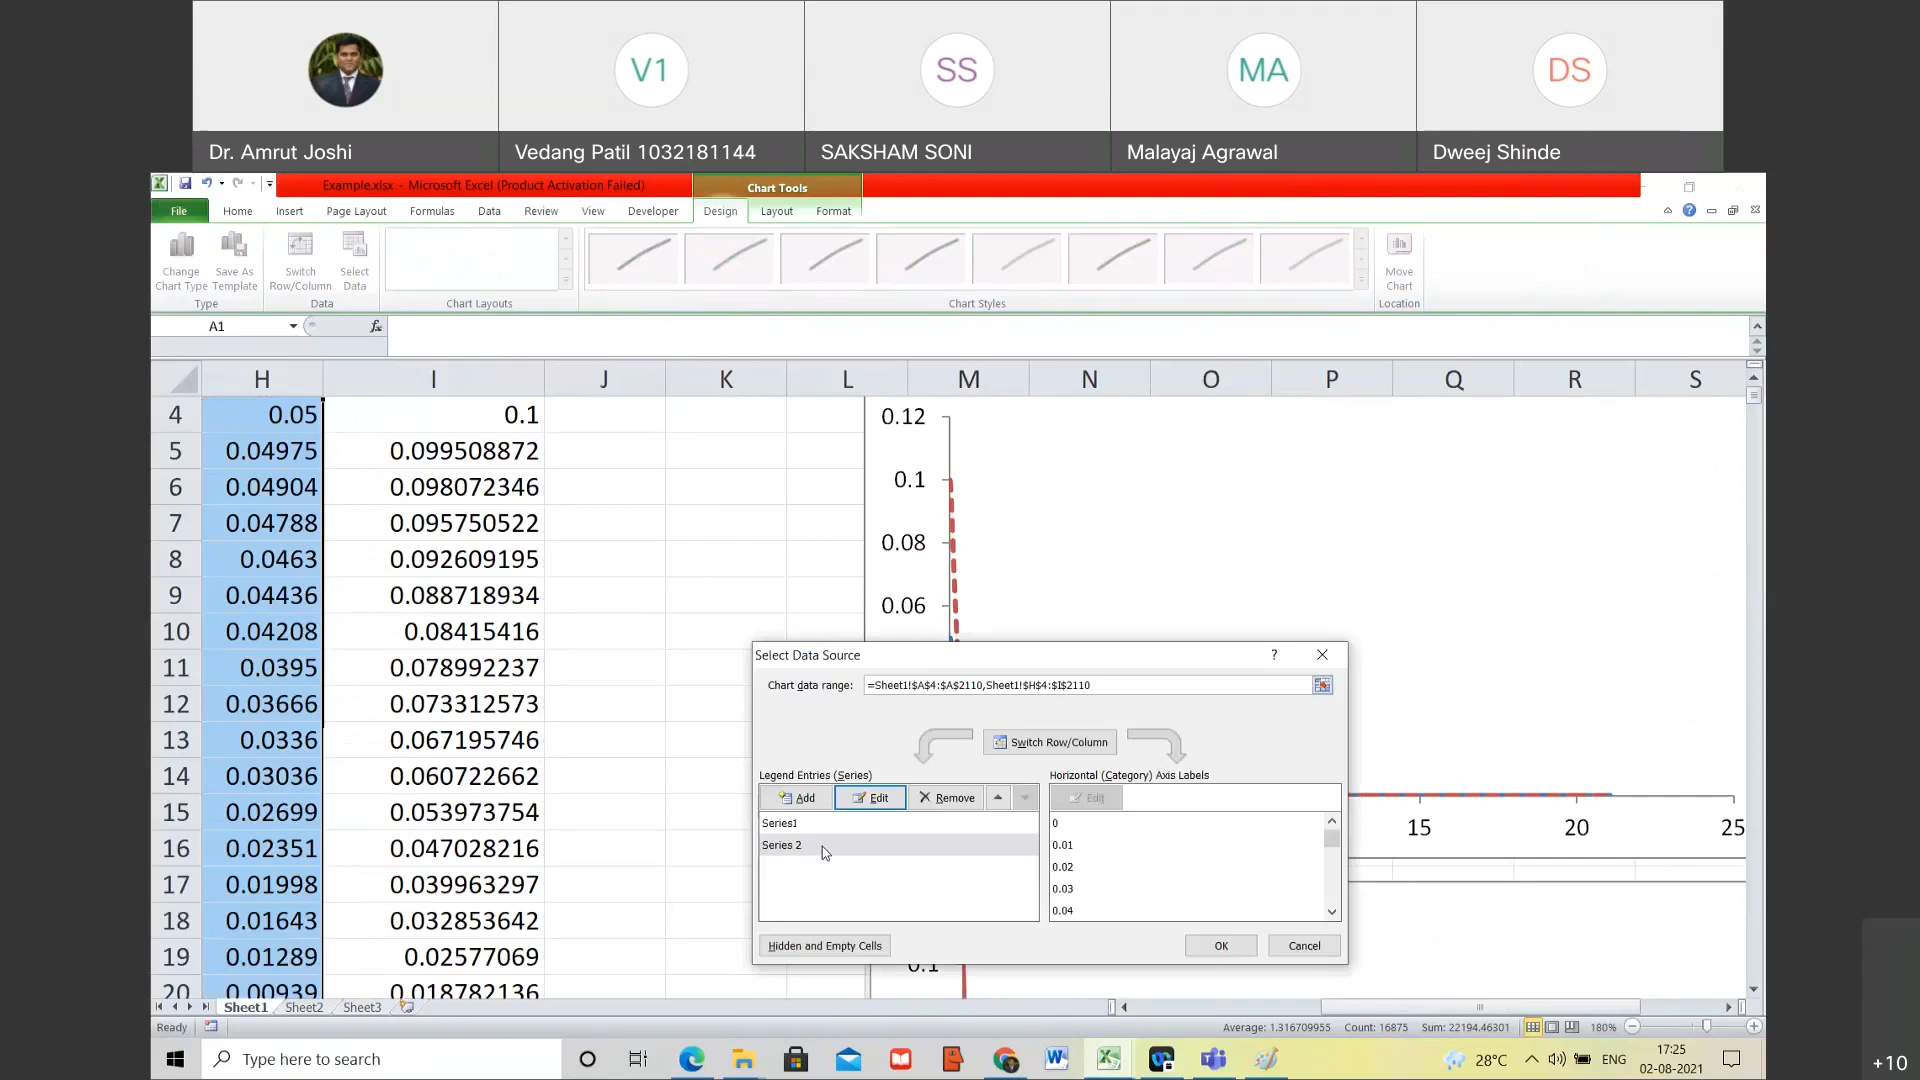 V1
SS
MA
DS
Dr. Amrut Joshi
Vedang Patil 1032181144
SAKSHAM SONI
Malayaj Agrawal
Dweej Shinde
Example.xlsx - Microsoft Excel (Product Activation Failed)
Chart Tools
File Home Insert Page Layout Formulas Data Review View Developer Design Layout Format
Change Chart Type
Save As Template
Switch Row/Column
Select Data
Move Chart
Type
Data
Chart Layouts
Chart Styles
Location
A1
fx
H I J K L M N O P Q R S
4 0.05 0.1
5 0.04975 0.099508872
6 0.04904 0.098072346
7 0.04788 0.095750522
8 0.0463 0.092609195
9 0.04436 0.088718934
10 0.04208 0.08415416
11 0.0395 0.078992237
12 0.03666 0.073312573
13 0.0336 0.067195746
14 0.03036 0.060722662
15 0.02699 0.053973754
16 0.02351 0.047028216
17 0.01998 0.039963297
18 0.01643 0.032853642
19 0.01289 0.02577069
20 0.00939 0.018782136
0.12
0.1
0.08
0.06
15 20 25
0.1
Select Data Source
?
Chart data range: =Sheet1!$A$4:$A$2110,Sheet1!$H$4:$I$2110
Switch Row/Column
Legend Entries (Series)
Horizontal (Category) Axis Labels
Add Edit Remove
Edit
Series1
Series 2
0
0.01
0.02
0.03
0.04
Hidden and Empty Cells
OK
Cancel
Sheet1 Sheet2 Sheet3
Ready
Average: 1.316709955 Count: 16875 Sum: 22194.46301
180%
Type here to search
28°C
ENG
17:25
02-08-2021
+10